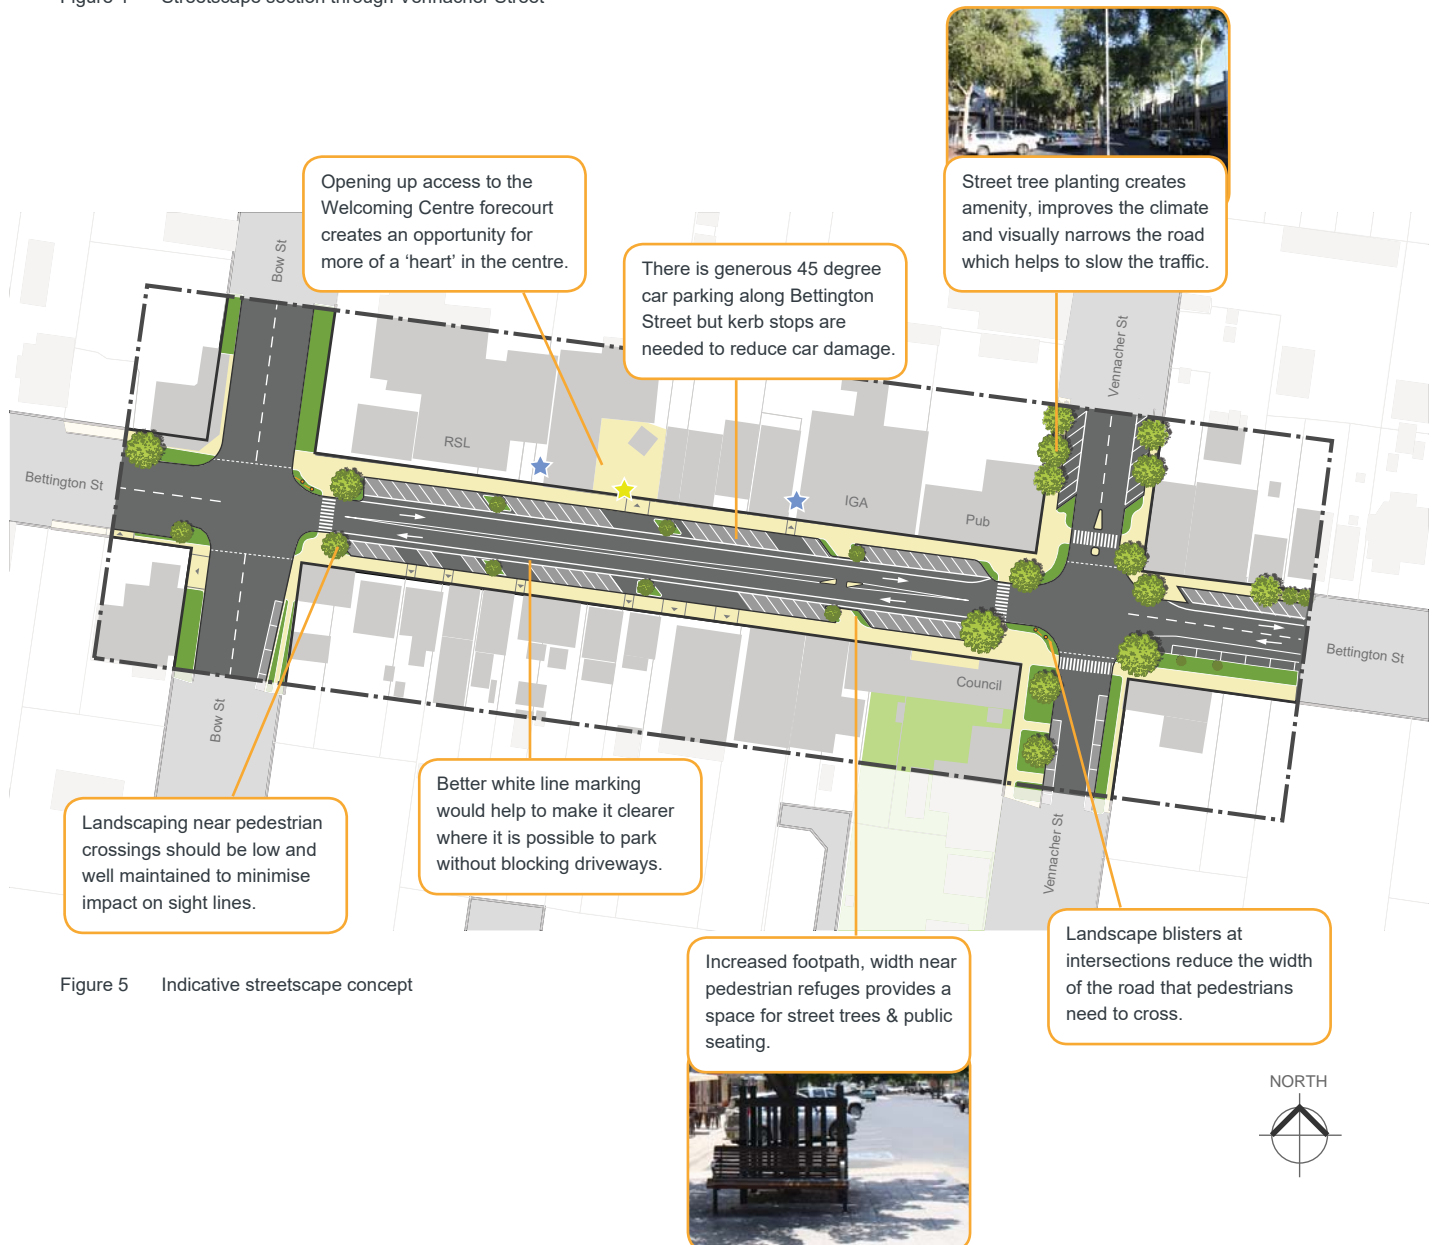 Figure 4 Streetscape section through Vennacher Street
Opening up access to the
Welcoming Centre forecourt
creates an opportunity for
more of a ‘heart’ in the centre.
There is generous 45 degree
car parking along Bettington
Street but kerb stops are
needed to reduce car damage.
Street tree planting creates
amenity, improves the climate
and visually narrows the road
which helps to slow the traffic.
Bow St
Vennacher St
RSL
IGA
Pub
Bettington St
Bettington St
Council
Bow St
Vennacher St
Landscaping near pedestrian
crossings should be low and
well maintained to minimise
impact on sight lines.
Better white line marking
would help to make it clearer
where it is possible to park
without blocking driveways.
Increased footpath, width near
pedestrian refuges provides a
space for street trees & public
seating.
Landscape blisters at
intersections reduce the width
of the road that pedestrians
need to cross.
Figure 5 Indicative streetscape concept
NORTH